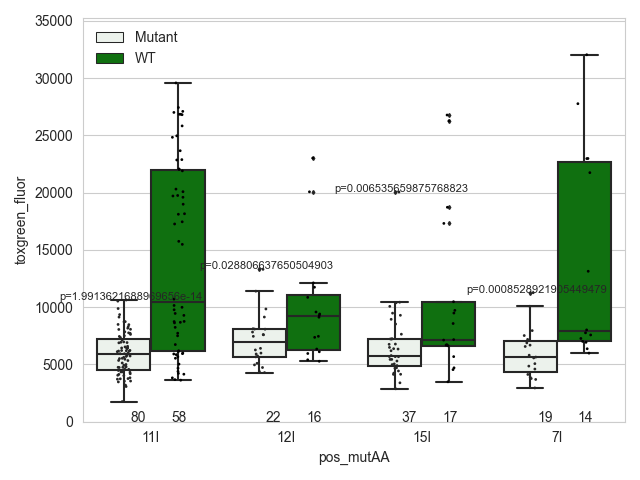 35000
30000
25000
20000
15000
10000
5000
0
toxgreen_fluor
Mutant
WT
p=0.006535659875768823
p=0.028806637650504903
p=0.0008528921905449479
p=1.9913621688969656e-14
80 58 22 16 37 17 19 14
11I 12I 15I 7I
pos_mutAA